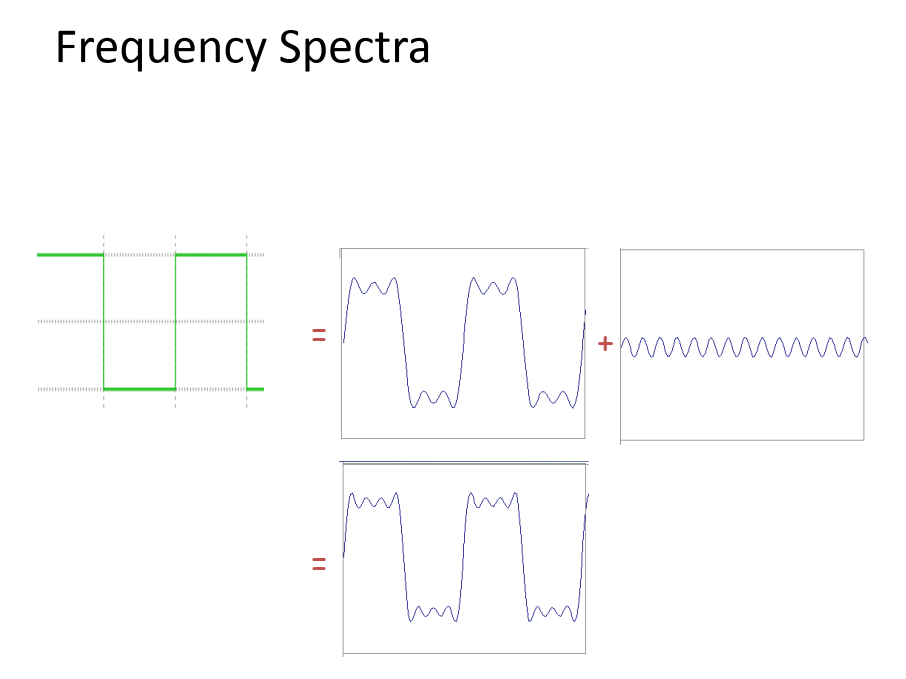 Frequency Spectra
=
+
=